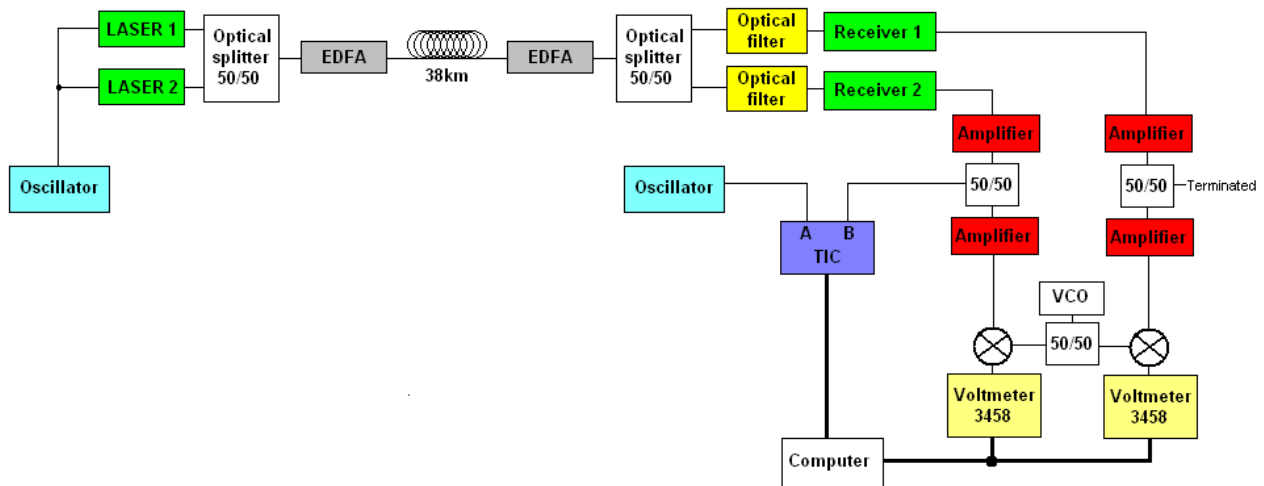 LASER 1
LASER 2
Oscillator
Optical
splitter
50/50
EDFA
38km
EDFA
Optical
splitter
50/50
Optical
filter
Receiver 1
Optical
filter
Receiver 2
Amplifier
Amplifier
50/50
50/50
Terminated
Oscillator
A B
TIC
Amplifier
Amplifier
VCO
50/50
Voltmeter
3458
Voltmeter
3458
Computer